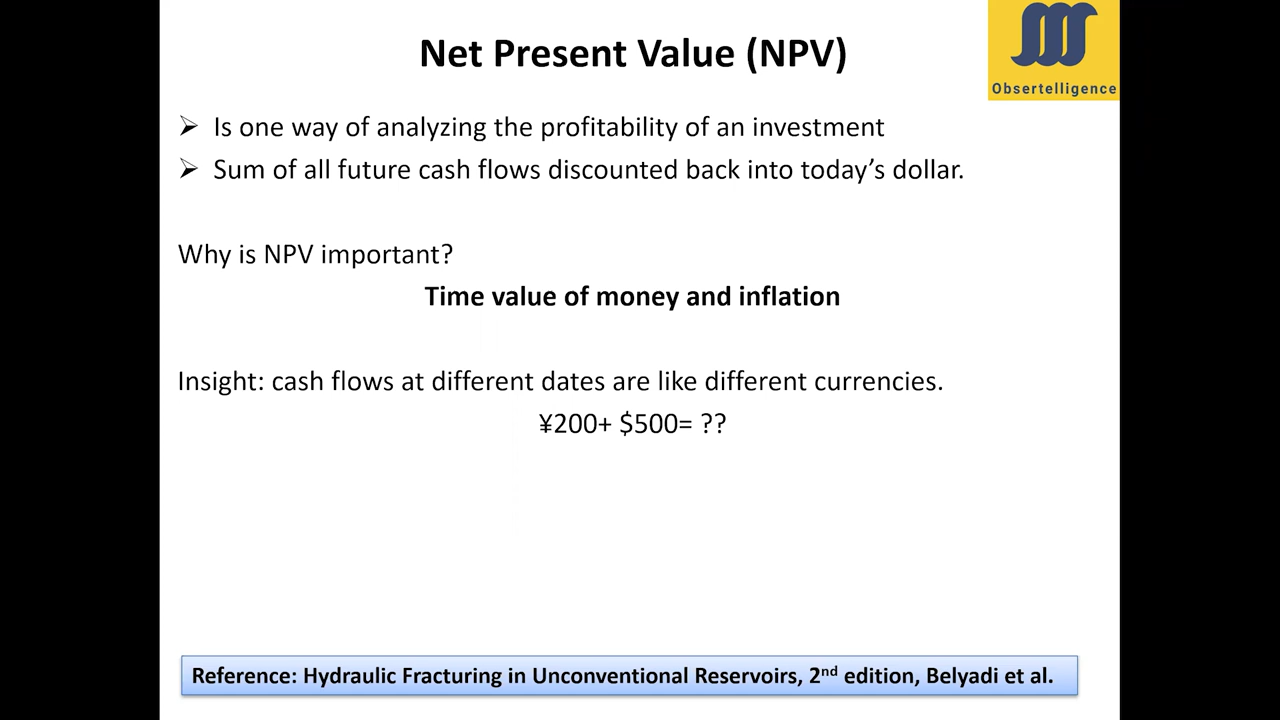 Net Present Value (NPV)
Obsertelligence
➢ Is one way of analyzing the profitability of an investment
➢ Sum of all future cash flows discounted back into today’s dollar.
Why is NPV important?
Time value of money and inflation
Insight: cash flows at different dates are like different currencies.
¥200+ $500= ??
Reference: Hydraulic Fracturing in Unconventional Reservoirs, 2nd edition, Belyadi et al.